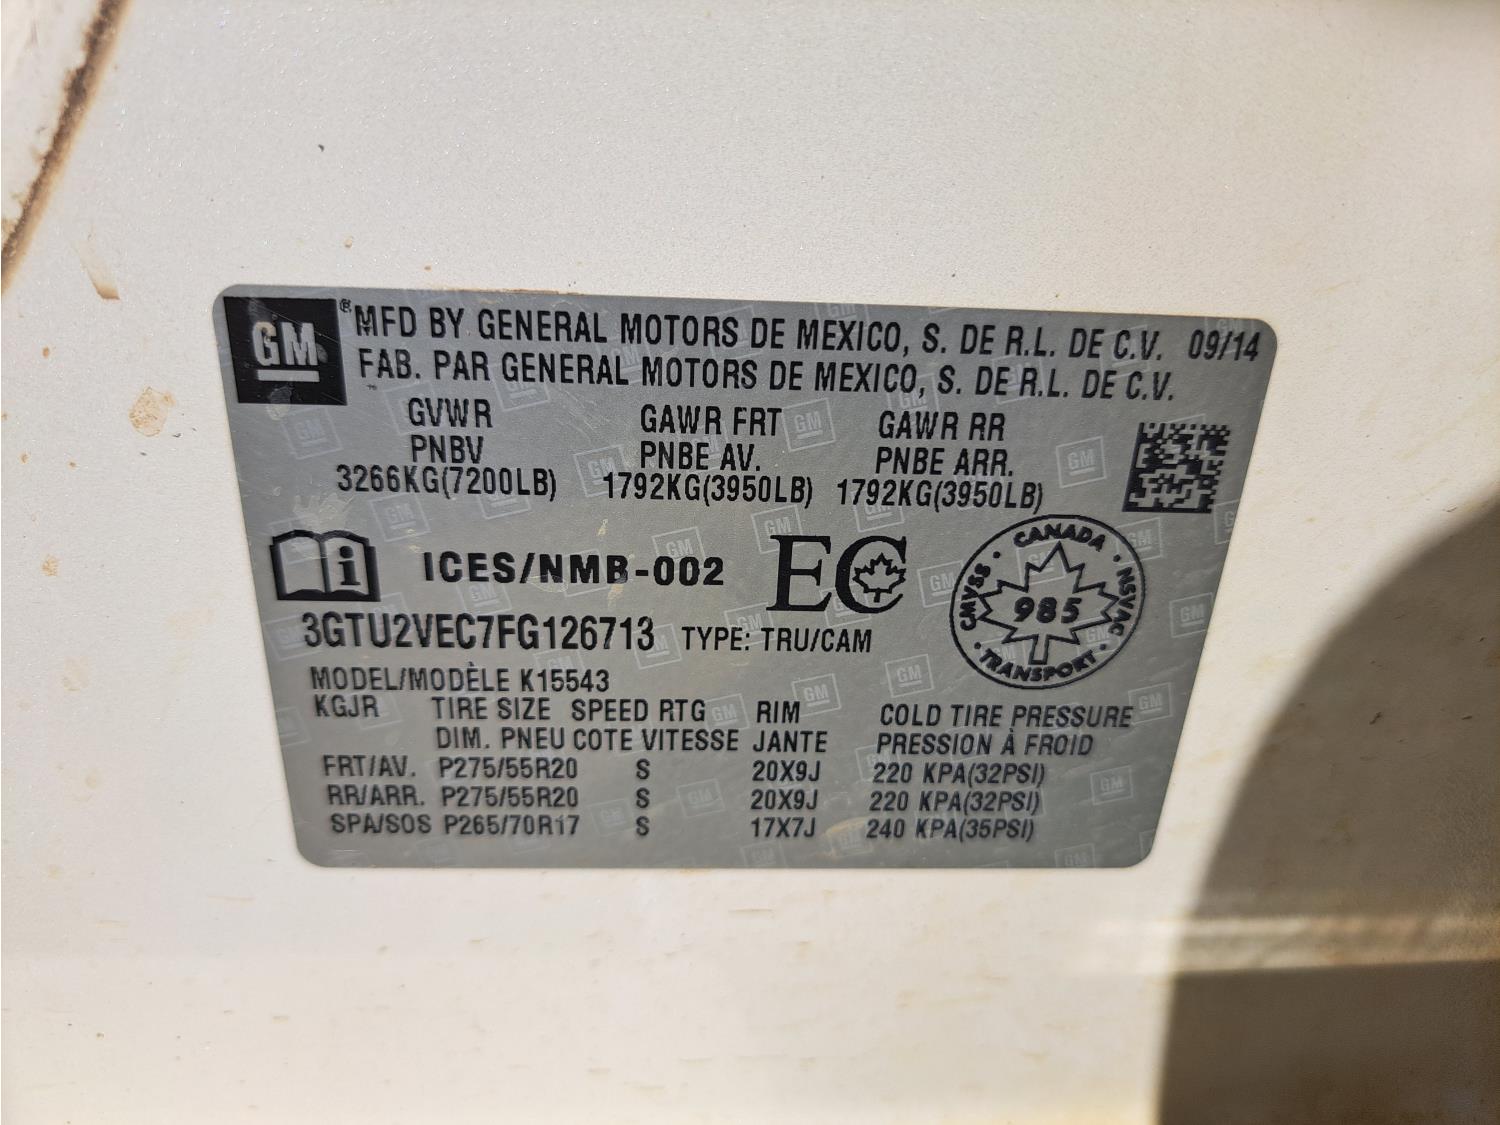 GM ® MFD BY GENERAL MOTORS DE MEXICO, S. DE R.L. DE C.V. 09/14
FAB. PAR GENERAL MOTORS DE MEXICO, S. DE R.L. DE C.V.
GVWR GAWR FRT GAWR RR
PNBV PNBE AV. PNBE ARR.
3266KG(7200LB) 1792KG(3950LB) 1792KG(3950LB)
i ICES/NMB-002 EC
CANADA
CMVSS 985 NSVAC
TRANSPORT
3GTU2VEC7FG126713 TYPE: TRU/CAM
MODEL/MODÈLE K15543
KGJR TIRE SIZE SPEED RTG RIM COLD TIRE PRESSURE
DIM. PNEU COTE VITESSE JANTE PRESSION À FROID
FRT/AV. P275/55R20 S 20X9J 220 KPA(32PSI)
RR/ARR. P275/55R20 S 20X9J 220 KPA(32PSI)
SPA/SOS P265/70R17 S 17X7J 240 KPA(35PSI)